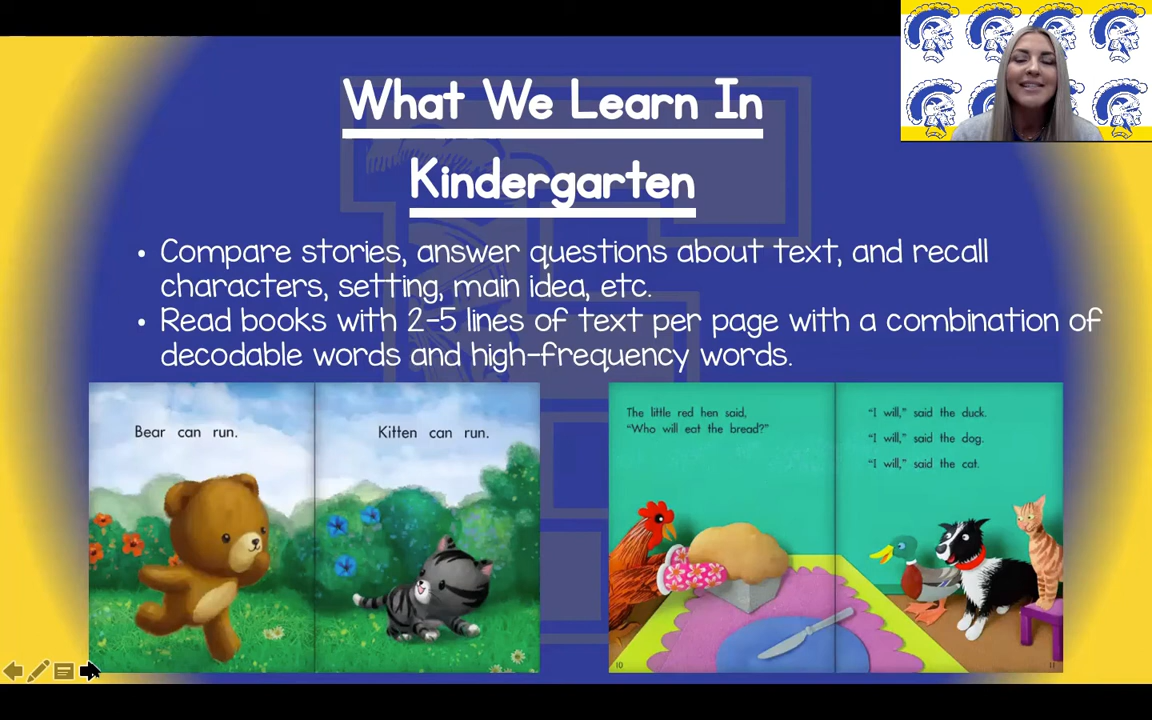 What We Learn In
Kindergarten
• Compare stories, answer questions about text, and recall
characters, setting, main idea, etc.
• Read books with 2-5 lines of text per page with a combination of
decodable words and high-frequency words.
Bear can run.
Kitten can run.
The little red hen said,
"Who will eat the bread?"
10
"I will," said the duck.
"I will," said the dog.
"I will," said the cat.
11